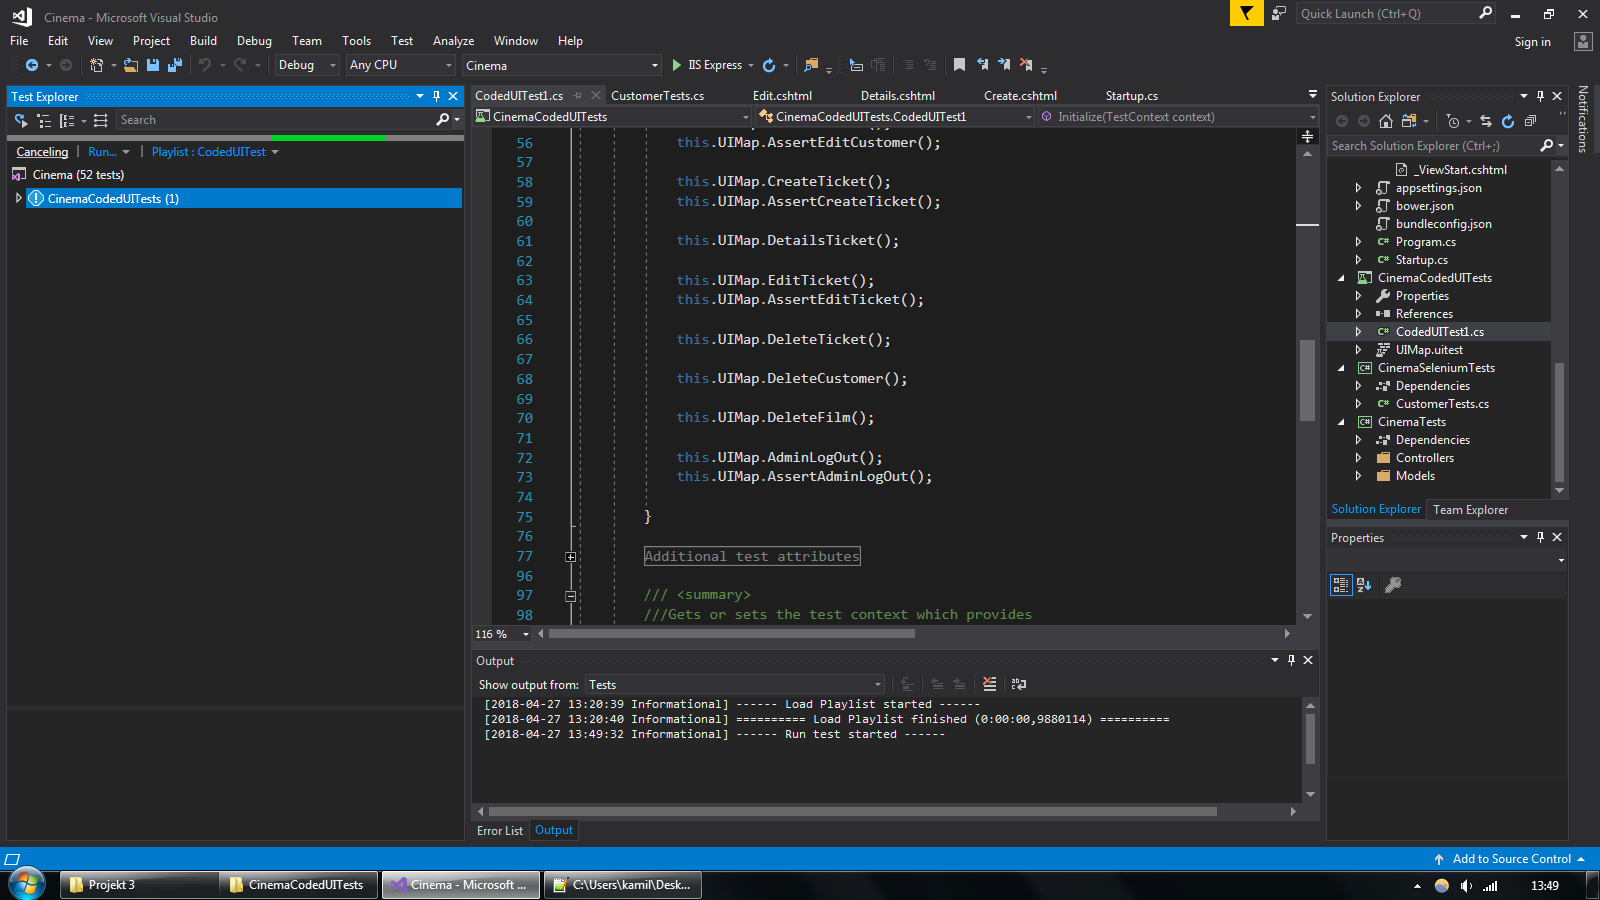 Cinema - Microsoft Visual Studio
Quick Launch (Ctrl+Q)
File Edit View Project Build Debug Team Tools Test Analyze Window Help
Sign in
Debug Any CPU Cinema IIS Express
Test Explorer
Search
Canceling Run... Playlist : CodedUITest
Cinema (52 tests)
CinemaCodedUITests (1)
CodedUITest1.cs CustomerTests.cs Edit.cshtml Details.cshtml Create.cshtml Startup.cs
CinemaCodedUITests CinemaCodedUITests.CodedUITest1 Initialize(TestContext context)
56 this.UIMap.AssertEditCustomer();
57
58 this.UIMap.CreateTicket();
59 this.UIMap.AssertCreateTicket();
60
61 this.UIMap.DetailsTicket();
62
63 this.UIMap.EditTicket();
64 this.UIMap.AssertEditTicket();
65
66 this.UIMap.DeleteTicket();
67
68 this.UIMap.DeleteCustomer();
69
70 this.UIMap.DeleteFilm();
71
72 this.UIMap.AdminLogOut();
73 this.UIMap.AssertAdminLogOut();
74
75 }
76
77 Additional test attributes
96
97 /// <summary>
98 ///Gets or sets the test context which provides
116 %
Output
Show output from: Tests
[2018-04-27 13:20:39 Informational] ------ Load Playlist started ------
[2018-04-27 13:20:40 Informational] ========== Load Playlist finished (0:00:00,9880114) ==========
[2018-04-27 13:49:32 Informational] ------ Run test started ------
Error List Output
Solution Explorer
Search Solution Explorer (Ctrl+;)
_ViewStart.cshtml
appsettings.json
bower.json
bundleconfig.json
C# Program.cs
C# Startup.cs
CinemaCodedUITests
Properties
References
C# CodedUITest1.cs
UIMap.uitest
C# CinemaSeleniumTests
Dependencies
C# CustomerTests.cs
C# CinemaTests
Dependencies
Controllers
Models
Solution Explorer Team Explorer
Properties
Notifications
Add to Source Control
Projekt 3 CinemaCodedUITests Cinema - Microsoft ... C:\Users\kamil\Desk... 13:49